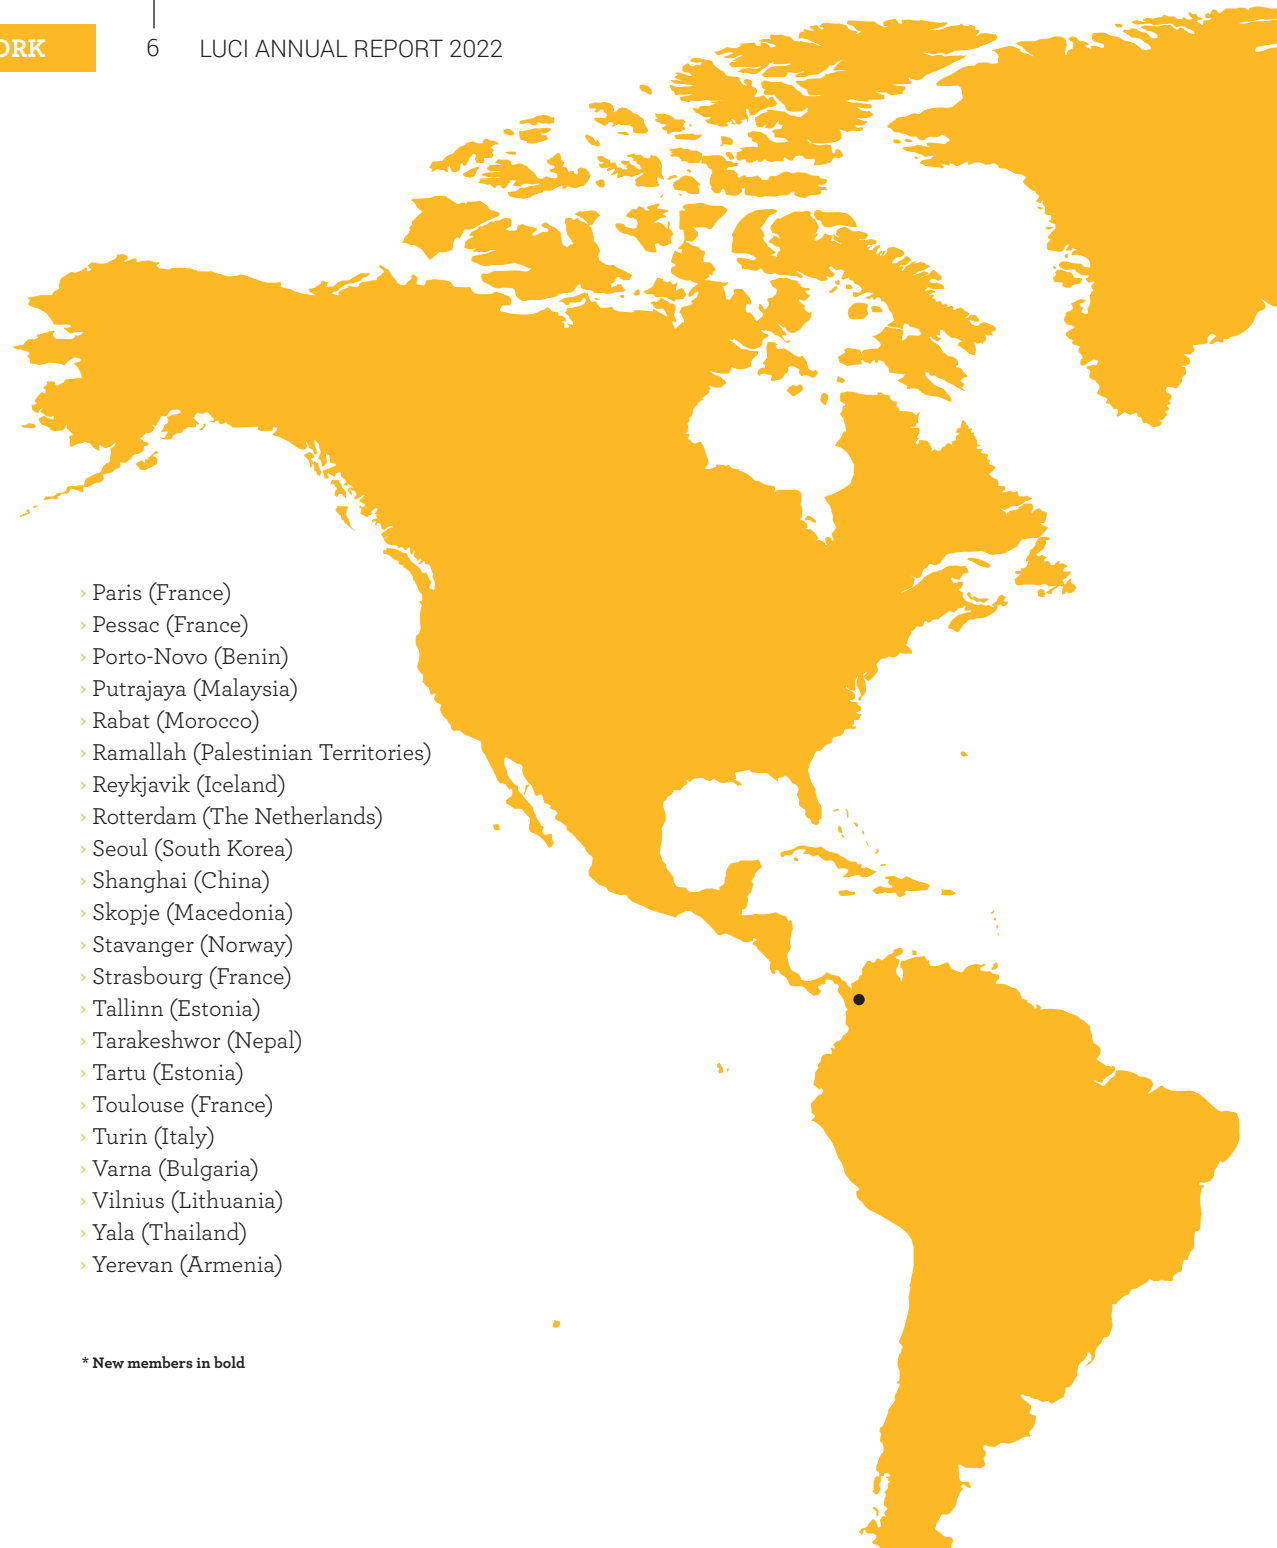 ORK
6 LUCI ANNUAL REPORT 2022
› Paris (France)
› Pessac (France)
› Porto-Novo (Benin)
› Putrajaya (Malaysia)
› Rabat (Morocco)
› Ramallah (Palestinian Territories)
› Reykjavik (Iceland)
› Rotterdam (The Netherlands)
› Seoul (South Korea)
› Shanghai (China)
› Skopje (Macedonia)
› Stavanger (Norway)
› Strasbourg (France)
› Tallinn (Estonia)
› Tarakeshwor (Nepal)
› Tartu (Estonia)
› Toulouse (France)
› Turin (Italy)
› Varna (Bulgaria)
› Vilnius (Lithuania)
› Yala (Thailand)
› Yerevan (Armenia)
* New members in bold